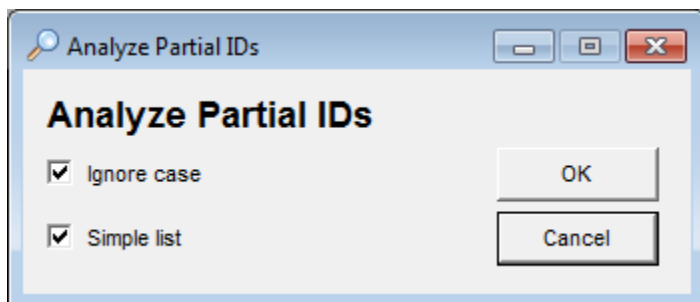 Analyze Partial IDs
Analyze Partial IDs
Ignore case
OK
Simple list
Cancel